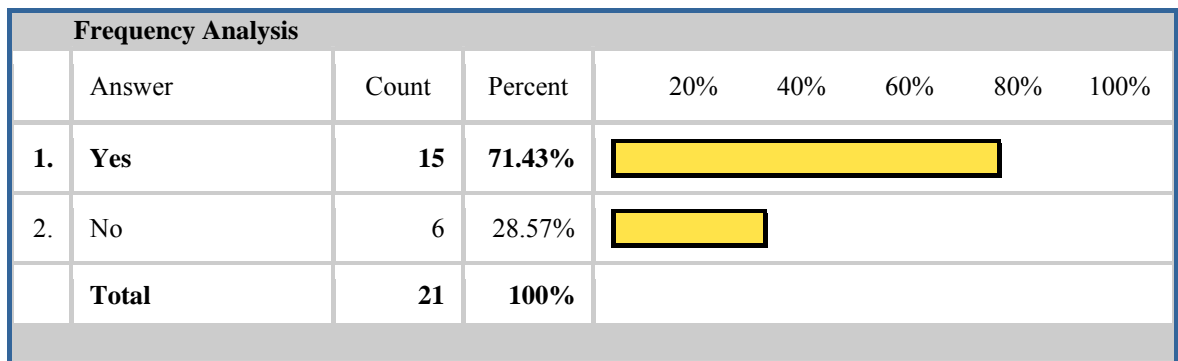 Frequency Analysis
Answer Count Percent 20% 40% 60% 80% 100%
1. Yes 15 71.43%
2. No 6 28.57%
Total 21 100%